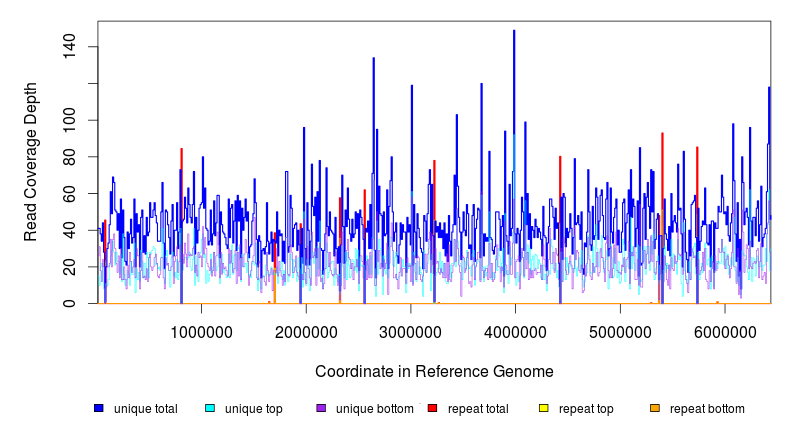 140
100
80
60
40
20
0
Read Coverage Depth
1000000 2000000 3000000 4000000 5000000 6000000
Coordinate in Reference Genome
unique total unique top unique bottom repeat total repeat top repeat bottom